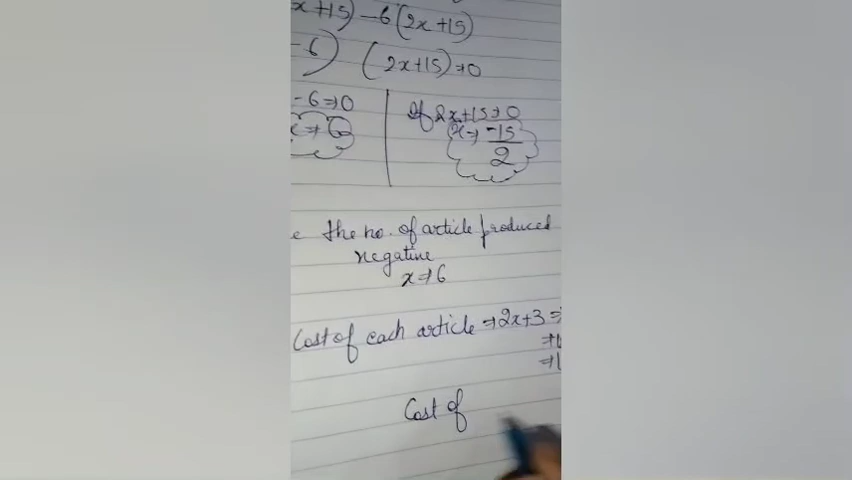 x+15) -6(2x+15)
-6) (2x+15)⇒0
-6⇒0
x⇒6
If 2x+15⇒0
x⇒ -15/2
the no. of article produced
negative
x⇒6
Cost of each article ⇒2x+3⇒
Cost of